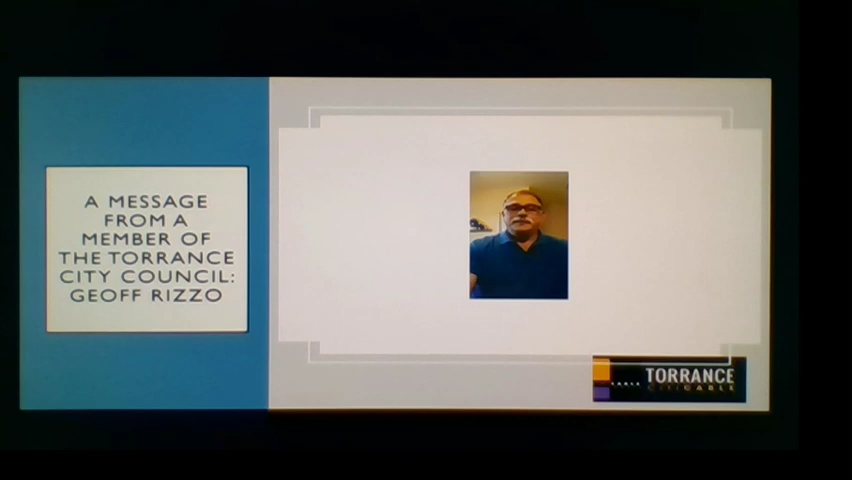 A MESSAGE
FROM A
MEMBER OF
THE TORRANCE
CITY COUNCIL:
GEOFF RIZZO
TORRANCE
CITICABLE